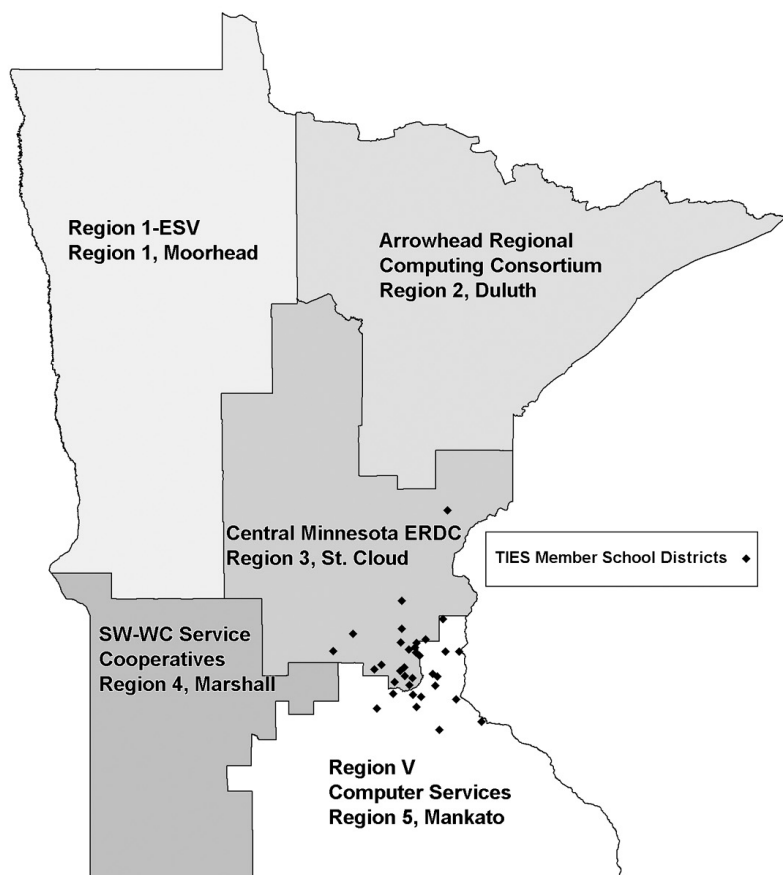 Region 1-ESV
Region 1, Moorhead
Arrowhead Regional
Computing Consortium
Region 2, Duluth
Central Minnesota ERDC
Region 3, St. Cloud
TIES Member School Districts
SW-WC Service
Cooperatives
Region 4, Marshall
Region V
Computer Services
Region 5, Mankato